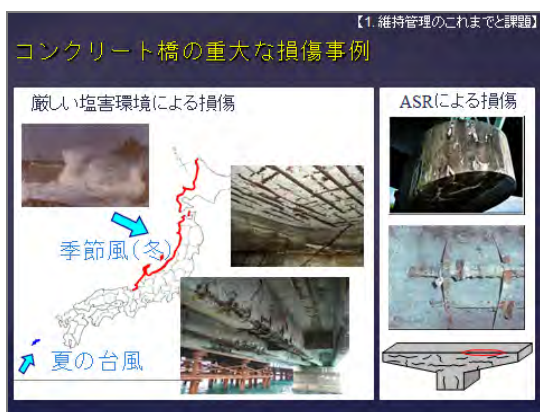 【1. 維持管理のこれまでと課題】
コンクリート橋の重大な損傷事例
厳しい塩害環境による損傷
季節風(冬)
夏の台風
ASRによる損傷